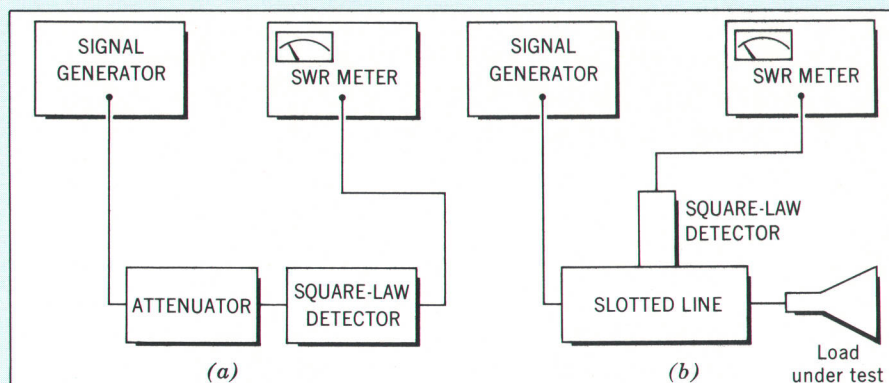 SIGNAL
GENERATOR
SWR METER
ATTENUATOR
SQUARE-LAW
DETECTOR
(a)
SIGNAL
GENERATOR
SWR METER
SQUARE-LAW
DETECTOR
SLOTTED LINE
Load
under test
(b)